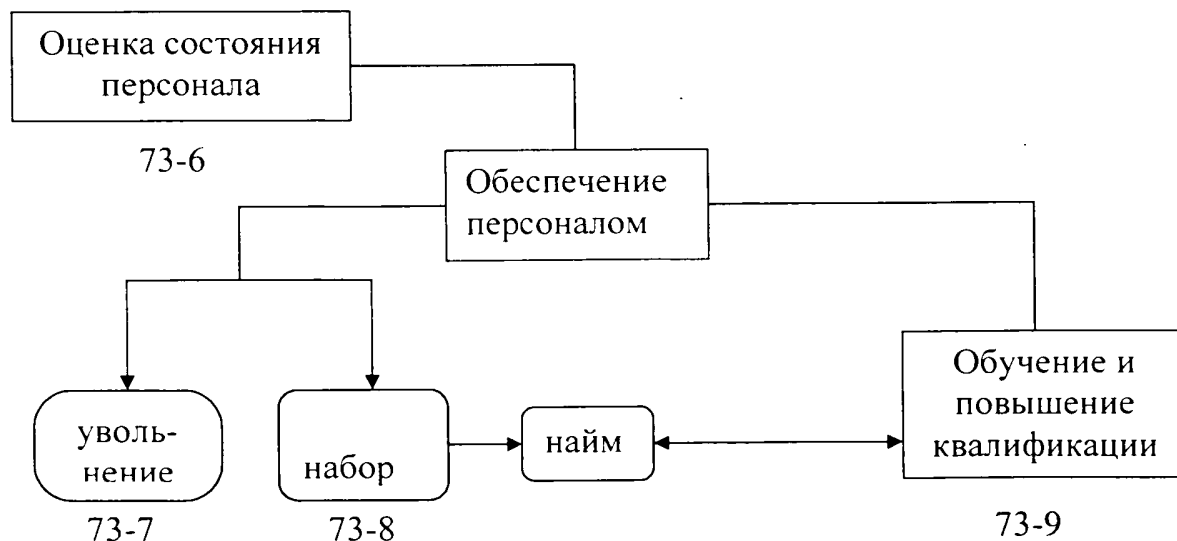 Оценка состояния
персонала
73-6
Обеспечение
персоналом
уволь-
нение
73-7
набор
73-8
найм
Обучение и
повышение
квалификации
73-9